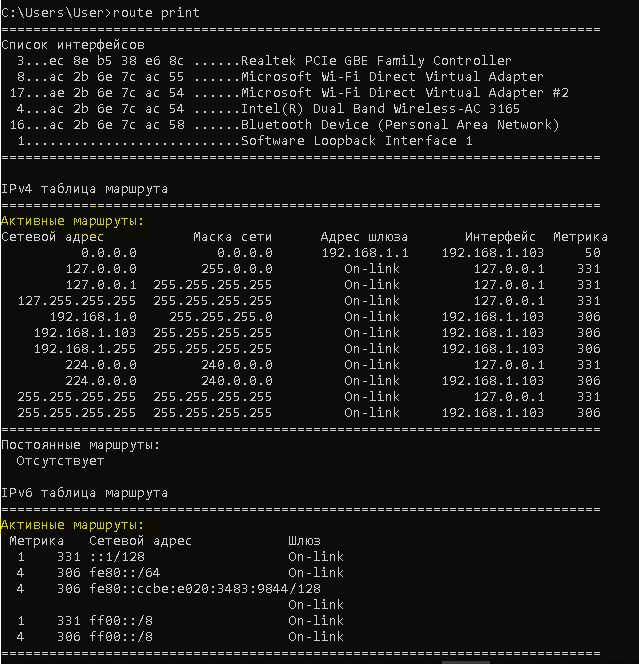 C:\Users\User>route print
===========================================================================
Список интерфейсов
  3...ec 8e b5 38 e6 8c ......Realtek PCIe GBE Family Controller
  8...ac 2b 6e 7c ac 55 ......Microsoft Wi-Fi Direct Virtual Adapter
 17...ae 2b 6e 7c ac 54 ......Microsoft Wi-Fi Direct Virtual Adapter #2
  4...ac 2b 6e 7c ac 54 ......Intel(R) Dual Band Wireless-AC 3165
 16...ac 2b 6e 7c ac 58 ......Bluetooth Device (Personal Area Network)
  1...........................Software Loopback Interface 1
===========================================================================
IPv4 таблица маршрута
===========================================================================
Активные маршруты:
Сетевой адрес           Маска сети      Адрес шлюза       Интерфейс  Метрика
          0.0.0.0          0.0.0.0      192.168.1.1    192.168.1.103     50
        127.0.0.0        255.0.0.0         On-link         127.0.0.1    331
        127.0.0.1  255.255.255.255         On-link         127.0.0.1    331
  127.255.255.255  255.255.255.255         On-link         127.0.0.1    331
      192.168.1.0    255.255.255.0         On-link     192.168.1.103    306
    192.168.1.103  255.255.255.255         On-link     192.168.1.103    306
    192.168.1.255  255.255.255.255         On-link     192.168.1.103    306
        224.0.0.0        240.0.0.0         On-link         127.0.0.1    331
        224.0.0.0        240.0.0.0         On-link     192.168.1.103    306
  255.255.255.255  255.255.255.255         On-link         127.0.0.1    331
  255.255.255.255  255.255.255.255         On-link     192.168.1.103    306
===========================================================================
Постоянные маршруты:
  Отсутствует
IPv6 таблица маршрута
===========================================================================
Активные маршруты:
 Метрика   Сетевой адрес            Шлюз
  1    331 ::1/128                  On-link
  4    306 fe80::/64                On-link
  4    306 fe80::ccbe:e020:3483:9844/128
                                    On-link
  1    331 ff00::/8                 On-link
  4    306 ff00::/8                 On-link
===========================================================================